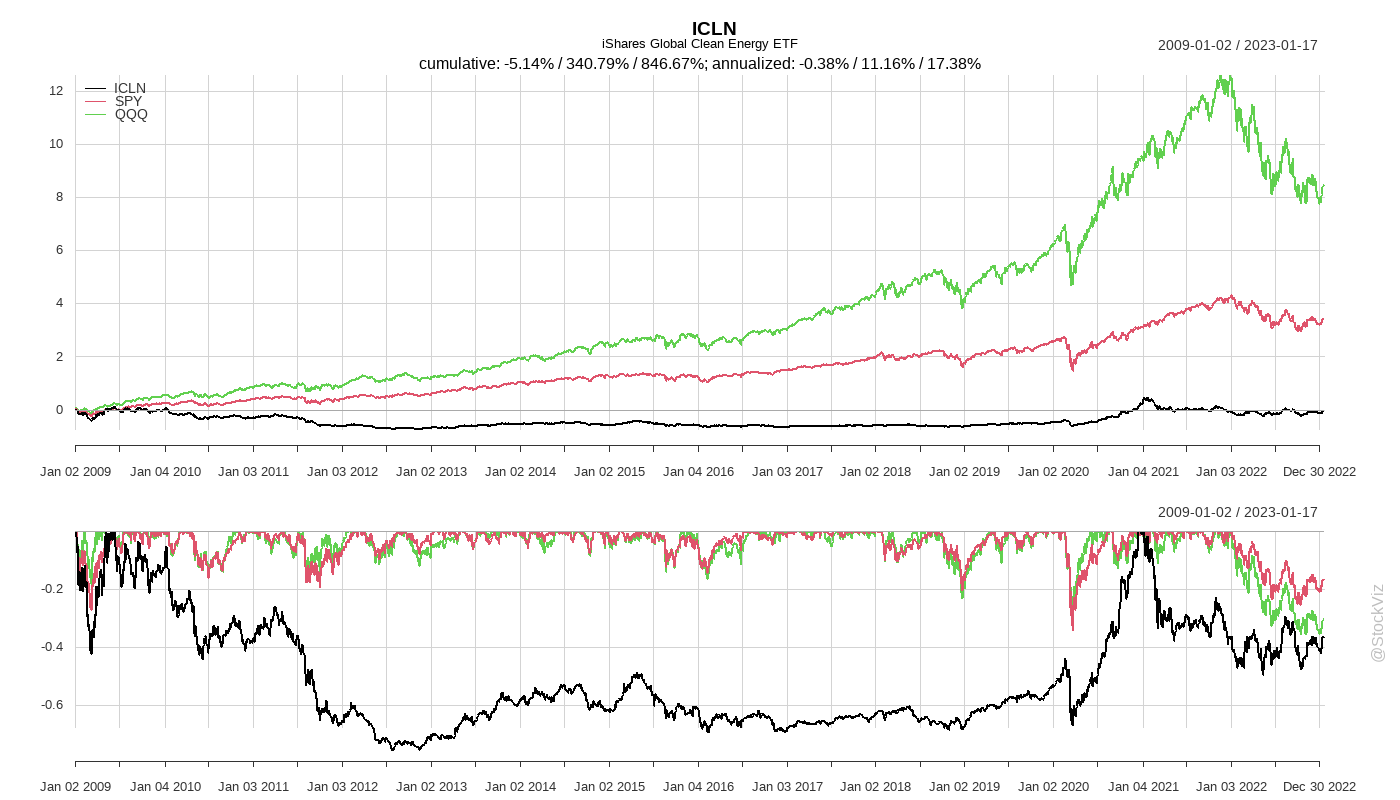 ICLN
iShares Global Clean Energy ETF
2009-01-02 / 2023-01-17
cumulative: -5.14% / 340.79% / 846.67%; annualized: -0.38% / 11.16% / 17.38%
ICLN
SPY
QQQ
12
10
8
6
4
2
0
Jan 02 2009 Jan 04 2010 Jan 03 2011 Jan 03 2012 Jan 02 2013 Jan 02 2014 Jan 02 2015 Jan 04 2016 Jan 03 2017 Jan 02 2018 Jan 02 2019 Jan 02 2020 Jan 04 2021 Jan 03 2022 Dec 30 2022
2009-01-02 / 2023-01-17
-0.2
-0.4
-0.6
Jan 02 2009 Jan 04 2010 Jan 03 2011 Jan 03 2012 Jan 02 2013 Jan 02 2014 Jan 02 2015 Jan 04 2016 Jan 03 2017 Jan 02 2018 Jan 02 2019 Jan 02 2020 Jan 04 2021 Jan 03 2022 Dec 30 2022
@StockViz